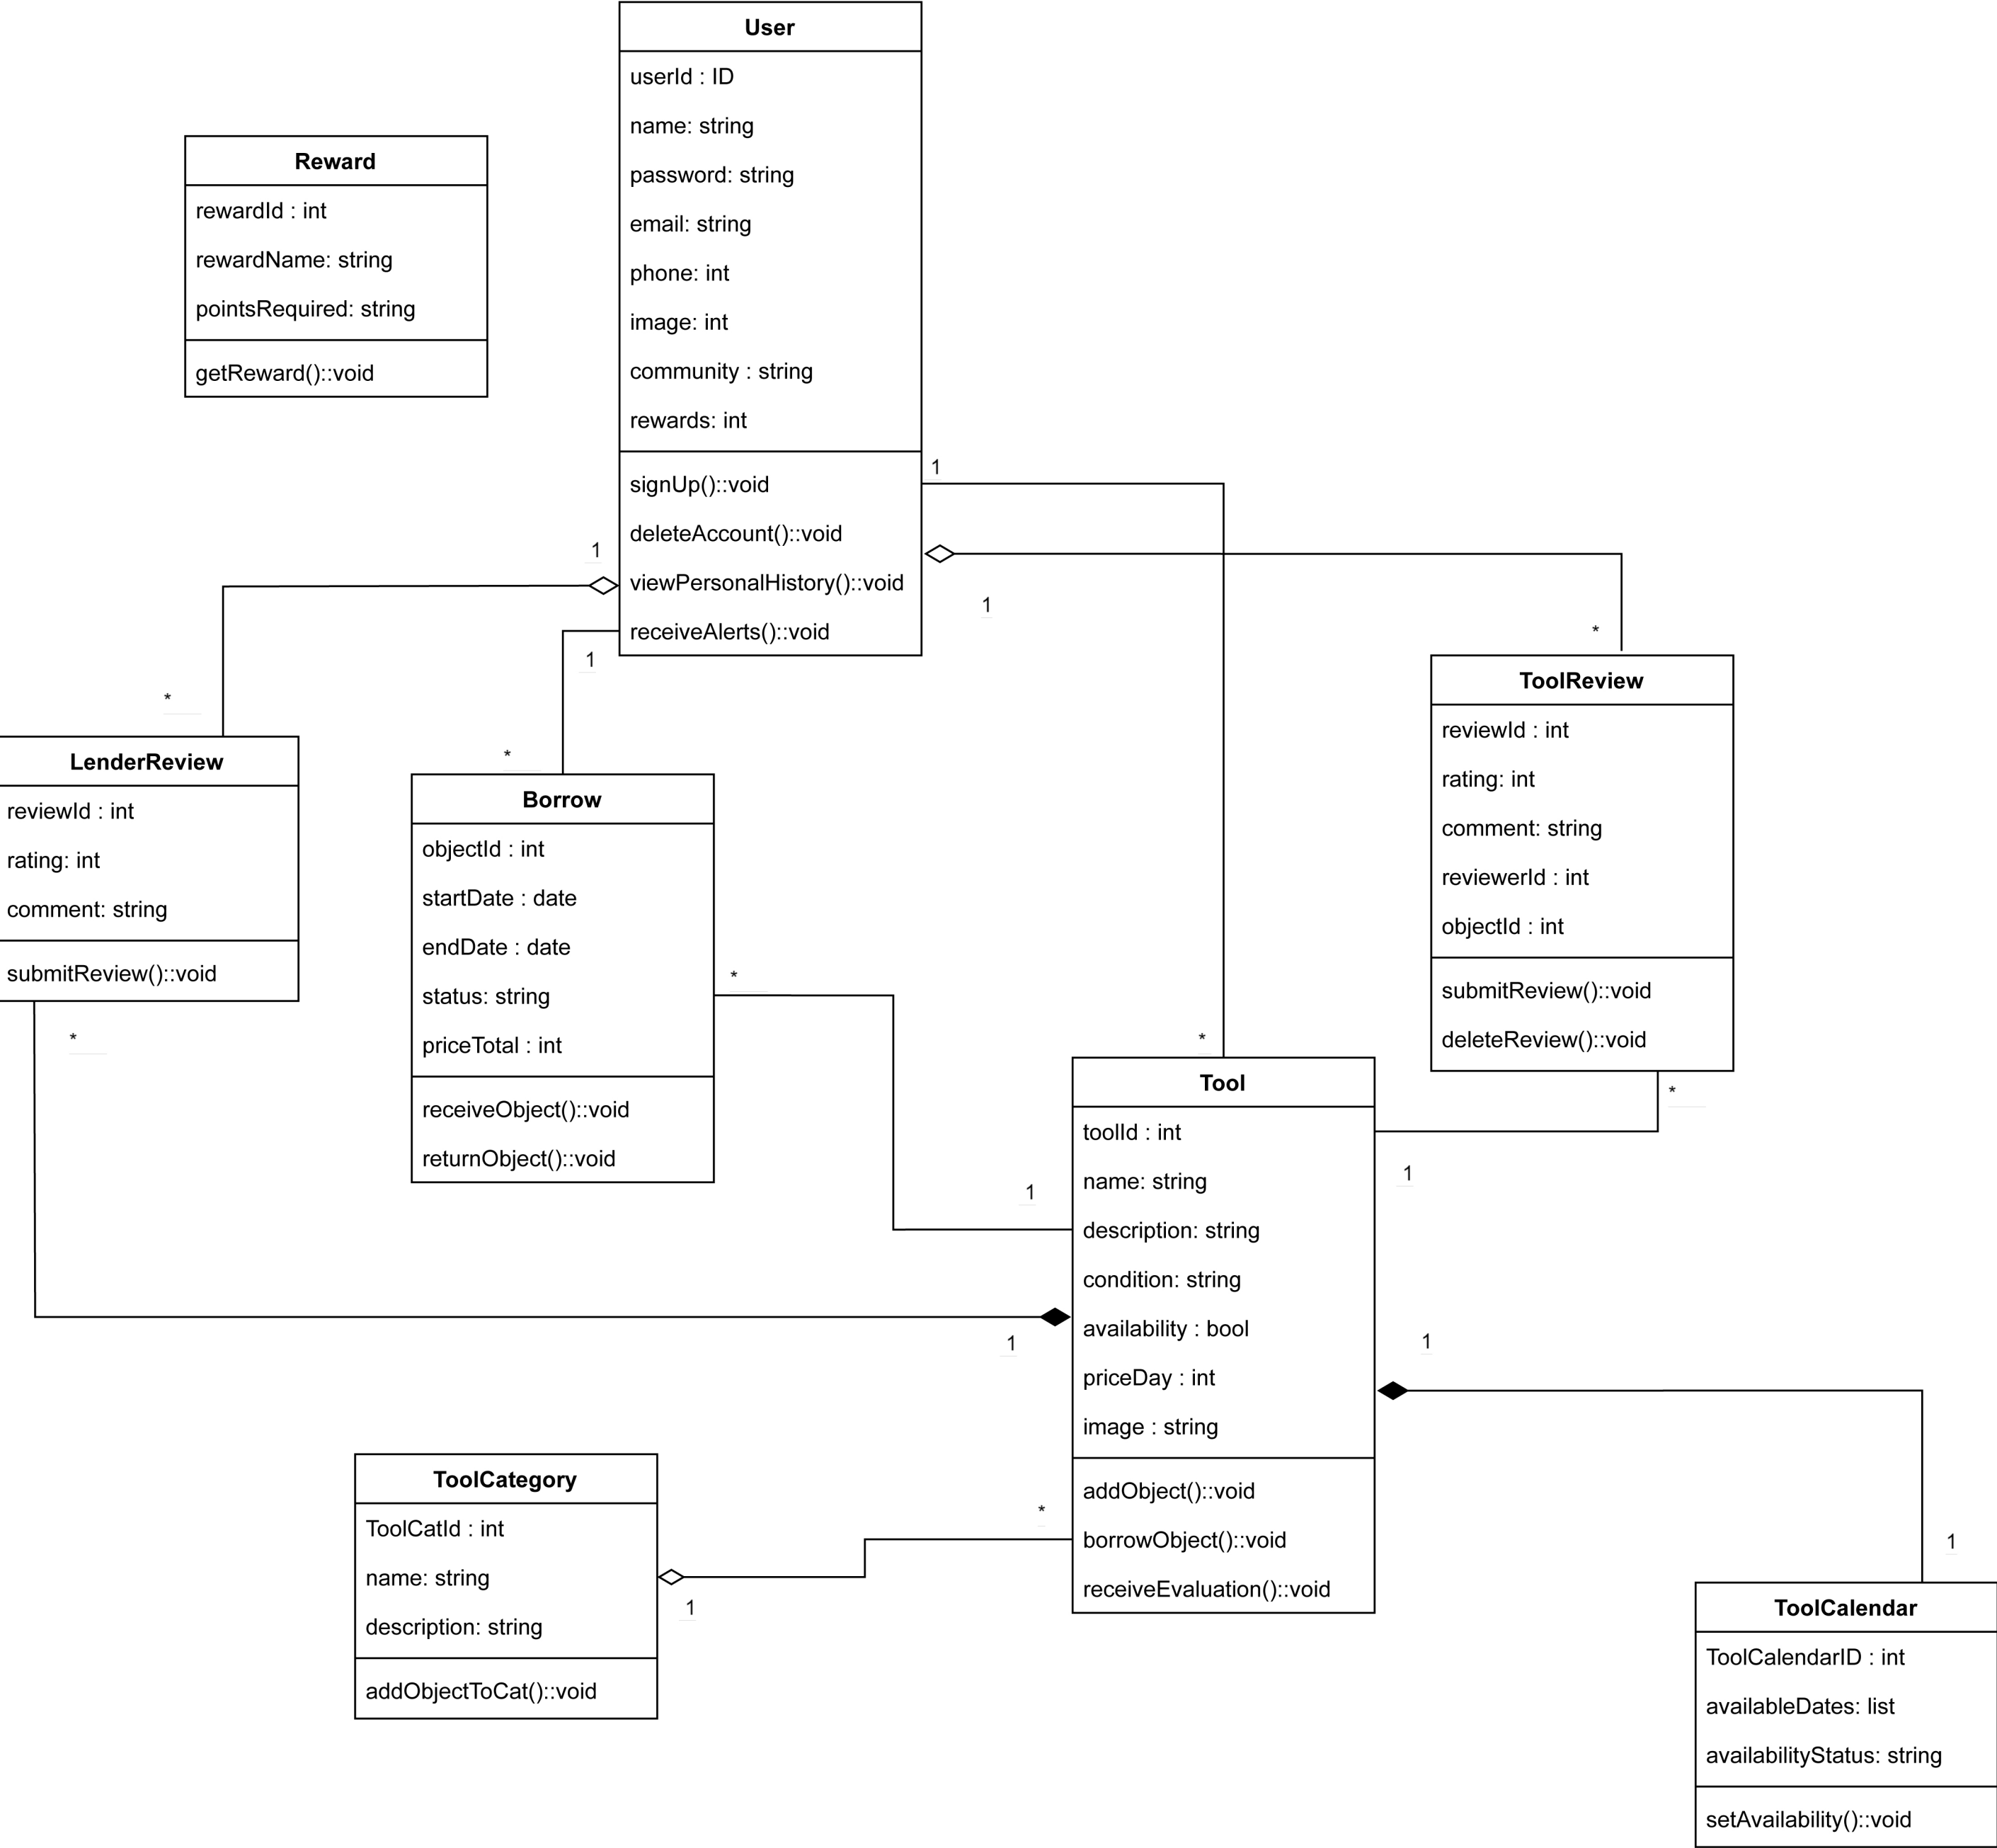 User
userId : ID
name: string
password: string
email: string
phone: int
image: int
community : string
rewards: int
signUp()::void
deleteAccount()::void
viewPersonalHistory()::void
receiveAlerts()::void
Reward
rewardId : int
rewardName: string
pointsRequired: string
getReward()::void
1
1
1
1
*
*
*
LenderReview
reviewId : int
rating: int
comment: string
submitReview()::void
*
Borrow
objectId : int
startDate : date
endDate : date
status: string
priceTotal : int
receiveObject()::void
returnObject()::void
*
1
ToolReview
reviewId : int
rating: int
comment: string
reviewerId : int
objectId : int
submitReview()::void
deleteReview()::void
*
1
*
Tool
toolId : int
name: string
description: string
condition: string
availability : bool
priceDay : int
image : string
addObject()::void
borrowObject()::void
receiveEvaluation()::void
1
1
*
ToolCategory
ToolCatId : int
name: string
description: string
addObjectToCat()::void
1
1
ToolCalendar
ToolCalendarID : int
availableDates: list
availabilityStatus: string
setAvailability()::void